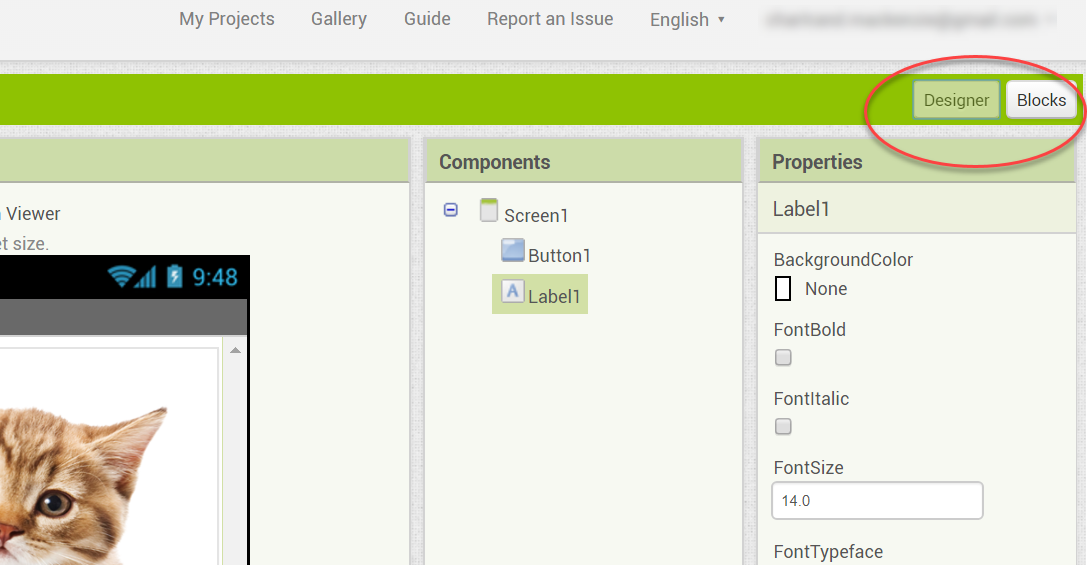 My Projects Gallery Guide Report an Issue English
Designer Blocks
Viewer
et size.
9:48
Components
Screen1
Button1
A Label1
Properties
Label1
BackgroundColor
None
FontBold
FontItalic
FontSize
14.0
FontTypeface